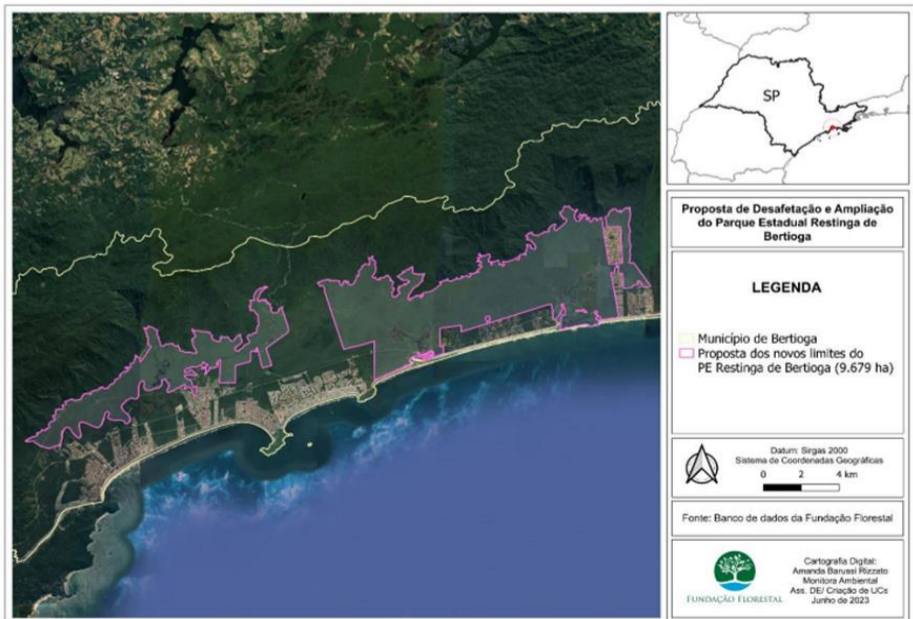 SP
Proposta de Desafetação e Ampliação
do Parque Estadual Restinga de
Bertioga
LEGENDA
Município de Bertioga
Proposta dos novos limites do
PE Restinga de Bertioga (9.679 ha)
Datum: Sirgas 2000
Sistema de Coordenadas Geográficas
0 2 4 km
Fonte: Banco de dados da Fundação Florestal
FUNDAÇÃO FLORESTAL
Cartografia Digital:
Amanda Barussi Rizzato
Monitora Ambiental
Ass. DE/ Criação de UCs
Junho de 2023